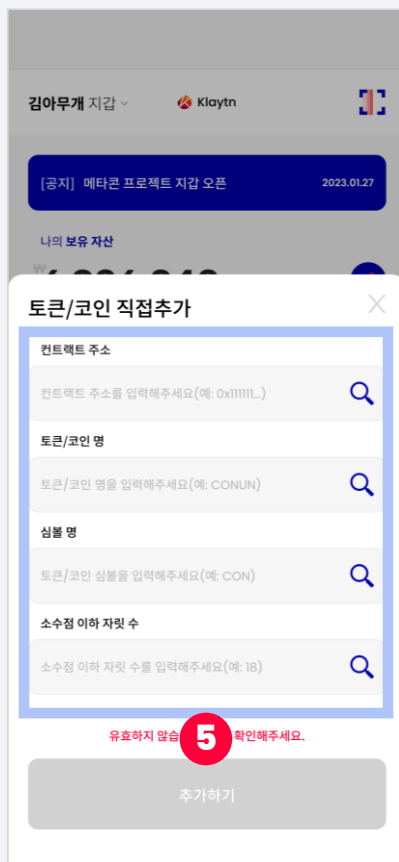 김아무개 지갑
Klaytn
[공지] 메타콘 프로젝트 지갑 오픈 2023.01.27
나의 보유 자산
토큰/코인 직접추가 X
컨트랙트 주소
컨트랙트 주소를 입력해주세요(예: 0x111111...)
토큰/코인 명
토큰/코인 명을 입력해주세요(예: CONUN)
심볼 명
토큰/코인 심볼을 입력해주세요(예: CON)
소수점 이하 자릿 수
소수점 이하 자릿 수를 입력해주세요(예: 18)
유효하지 않습 5 확인해주세요.
추가하기